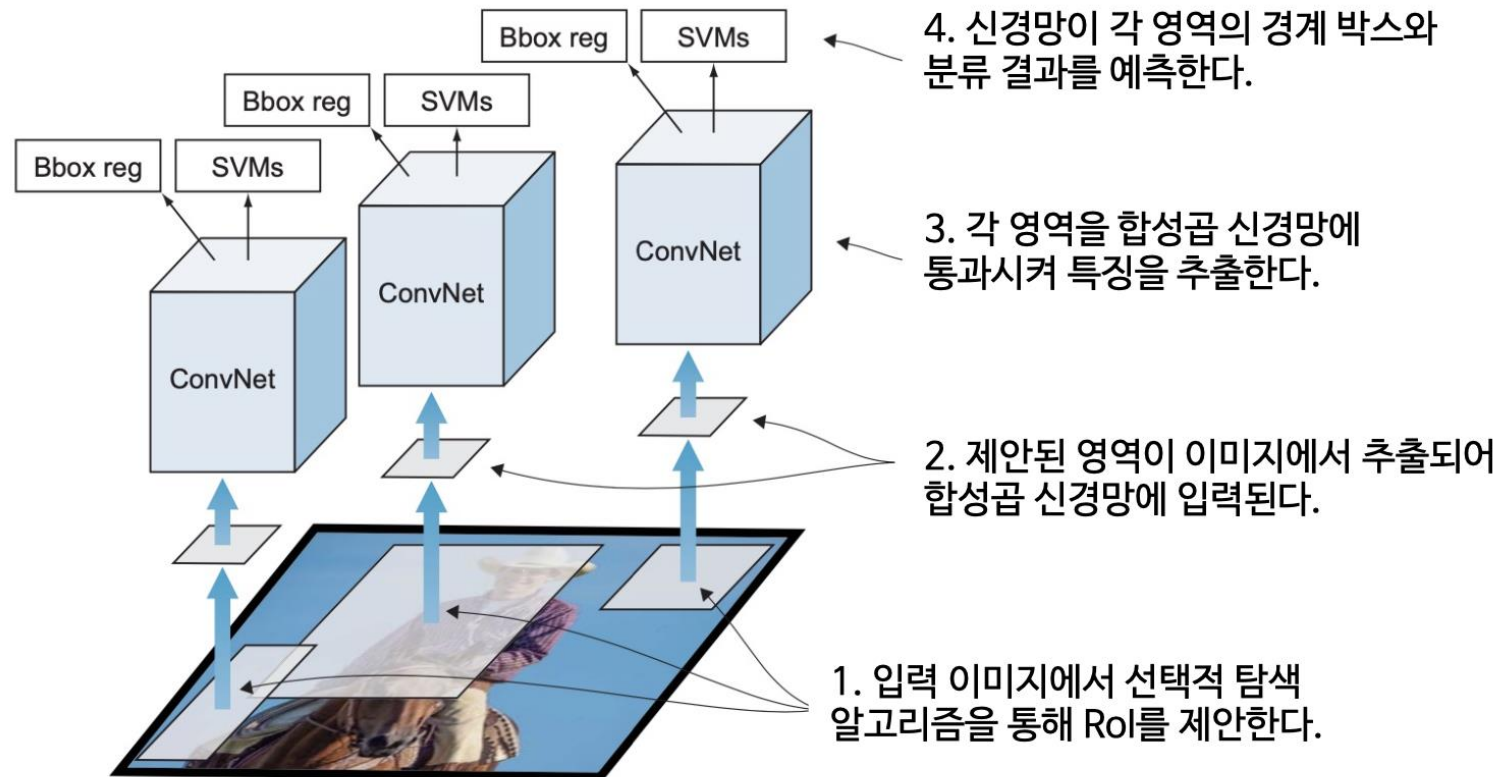 Bbox reg
SVMs
4. 신경망이 각 영역의 경계 박스와
분류 결과를 예측한다.
Bbox reg
SVMs
Bbox reg
SVMs
ConvNet
3. 각 영역을 합성곱 신경망에
통과시켜 특징을 추출한다.
ConvNet
ConvNet
2. 제안된 영역이 이미지에서 추출되어
합성곱 신경망에 입력된다.
1. 입력 이미지에서 선택적 탐색
알고리즘을 통해 RoI를 제안한다.